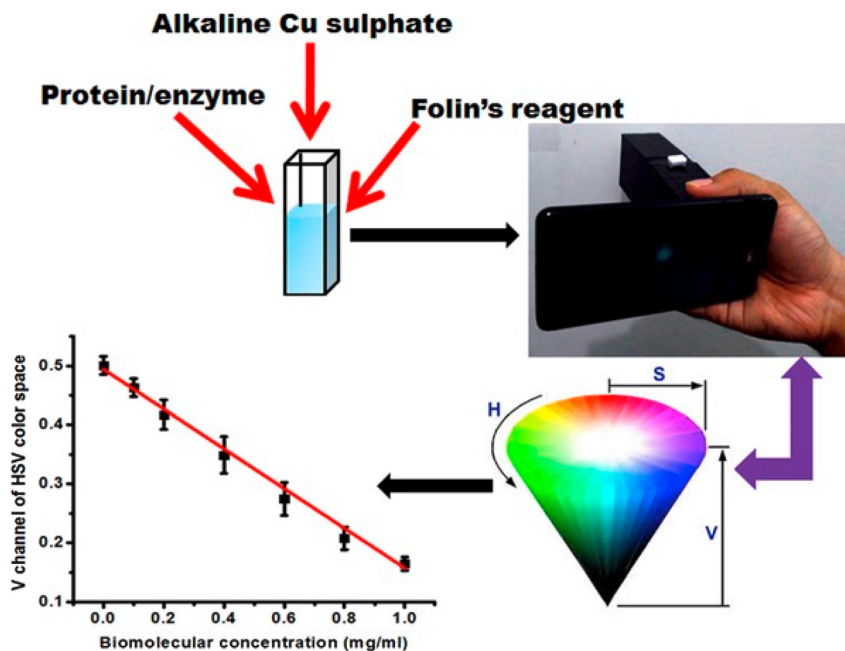 Alkaline Cu sulphate
Protein/enzyme
Folin's reagent
V channel of HSV color space
0.5
0.4
0.3
0.2
0.1
0.0 0.2 0.4 0.6 0.8 1.0
Biomolecular concentration (mg/ml)
S
H
V